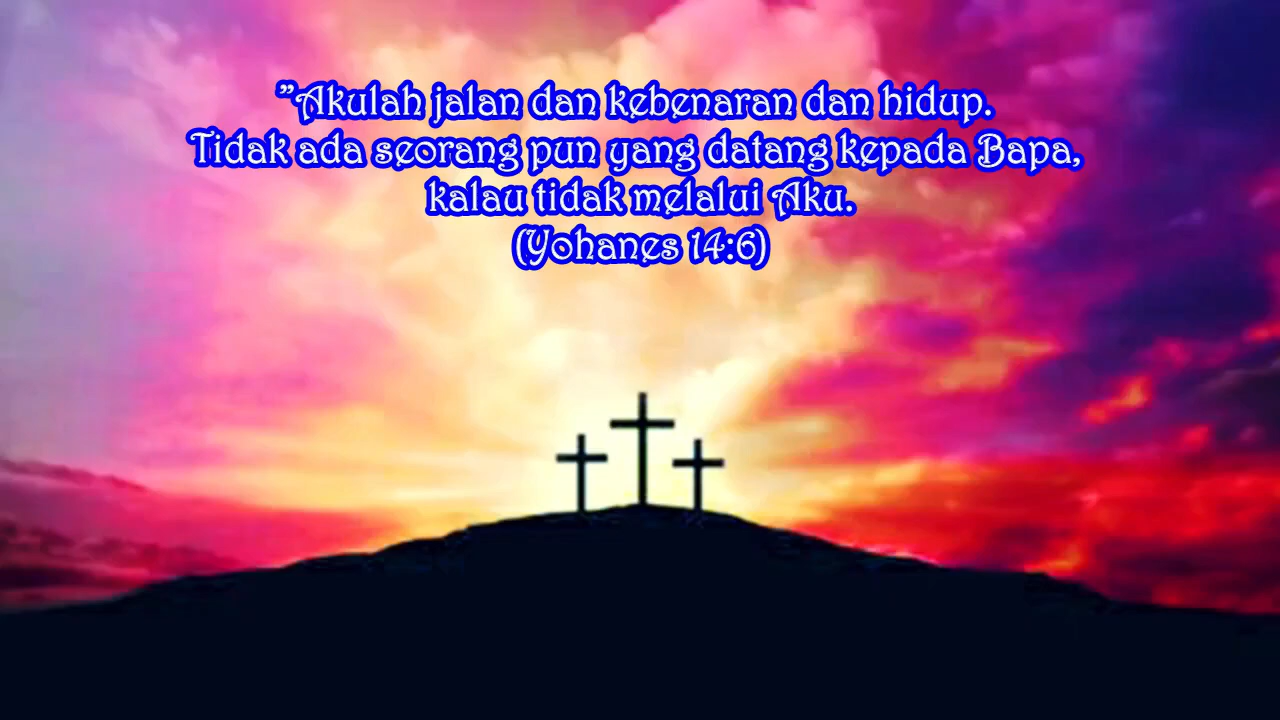 "Akulah jalan dan kebenaran dan hidup.
Tidak ada seorang pun yang datang kepada Bapa,
kalau tidak melalui Aku.
(Yohanes 14:6)